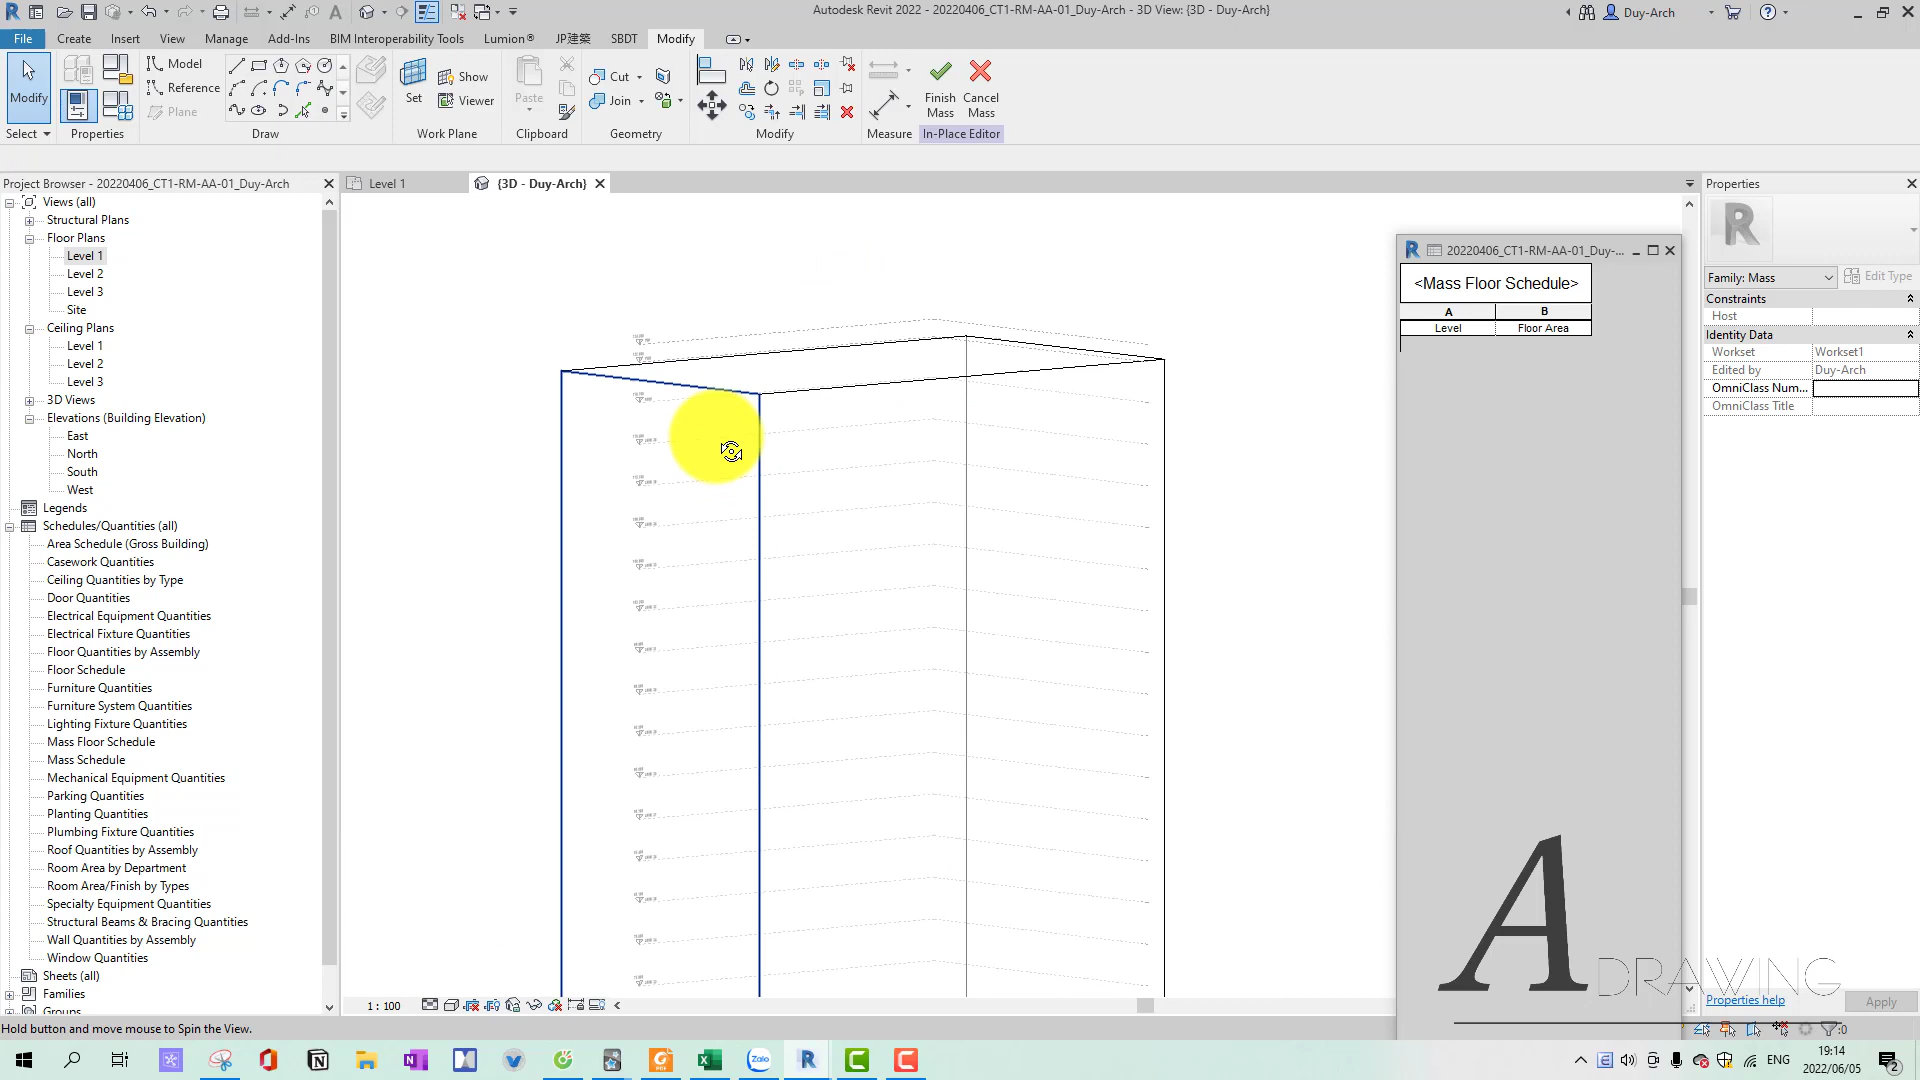 Autodesk Revit 2022 - 20220406_CT1-RM-AA-01_Duy-Arch - 3D View: {3D - Duy-Arch}
Duy-Arch
File Create Insert View Manage Add-Ins BIM Interoperability Tools Lumion® JP建築 SBDT Modify
Modify
Model
Reference
Plane
Set
Show
Viewer
Paste
Cut
Join
Finish Mass
Cancel Mass
Select Properties Draw Work Plane Clipboard Geometry Modify Measure In-Place Editor
Project Browser - 20220406_CT1-RM-AA-01_Duy-Arch
Level 1
{3D - Duy-Arch}
Properties
Views (all)
Structural Plans
Floor Plans
Level 1
Level 2
Level 3
Site
Ceiling Plans
Level 1
Level 2
Level 3
3D Views
Elevations (Building Elevation)
East
North
South
West
Legends
Schedules/Quantities (all)
Area Schedule (Gross Building)
Casework Quantities
Ceiling Quantities by Type
Door Quantities
Electrical Equipment Quantities
Electrical Fixture Quantities
Floor Quantities by Assembly
Floor Schedule
Furniture Quantities
Furniture System Quantities
Lighting Fixture Quantities
Mass Floor Schedule
Mass Schedule
Mechanical Equipment Quantities
Parking Quantities
Planting Quantities
Plumbing Fixture Quantities
Roof Quantities by Assembly
Room Area by Department
Room Area/Finish by Types
Specialty Equipment Quantities
Structural Beams & Bracing Quantities
Wall Quantities by Assembly
Window Quantities
Sheets (all)
Families
Groups
20220406_CT1-RM-AA-01_Duy-...
<Mass Floor Schedule>
A B
Level Floor Area
Family: Mass
Edit Type
Constraints
Host
Identity Data
Workset Workset1
Edited by Duy-Arch
OmniClass Num...
OmniClass Title
A DRAWING
Properties help
Apply
1 : 100
Hold button and move mouse to Spin the View.
:0
Zalo
ENG
19:14
2022/06/05
2